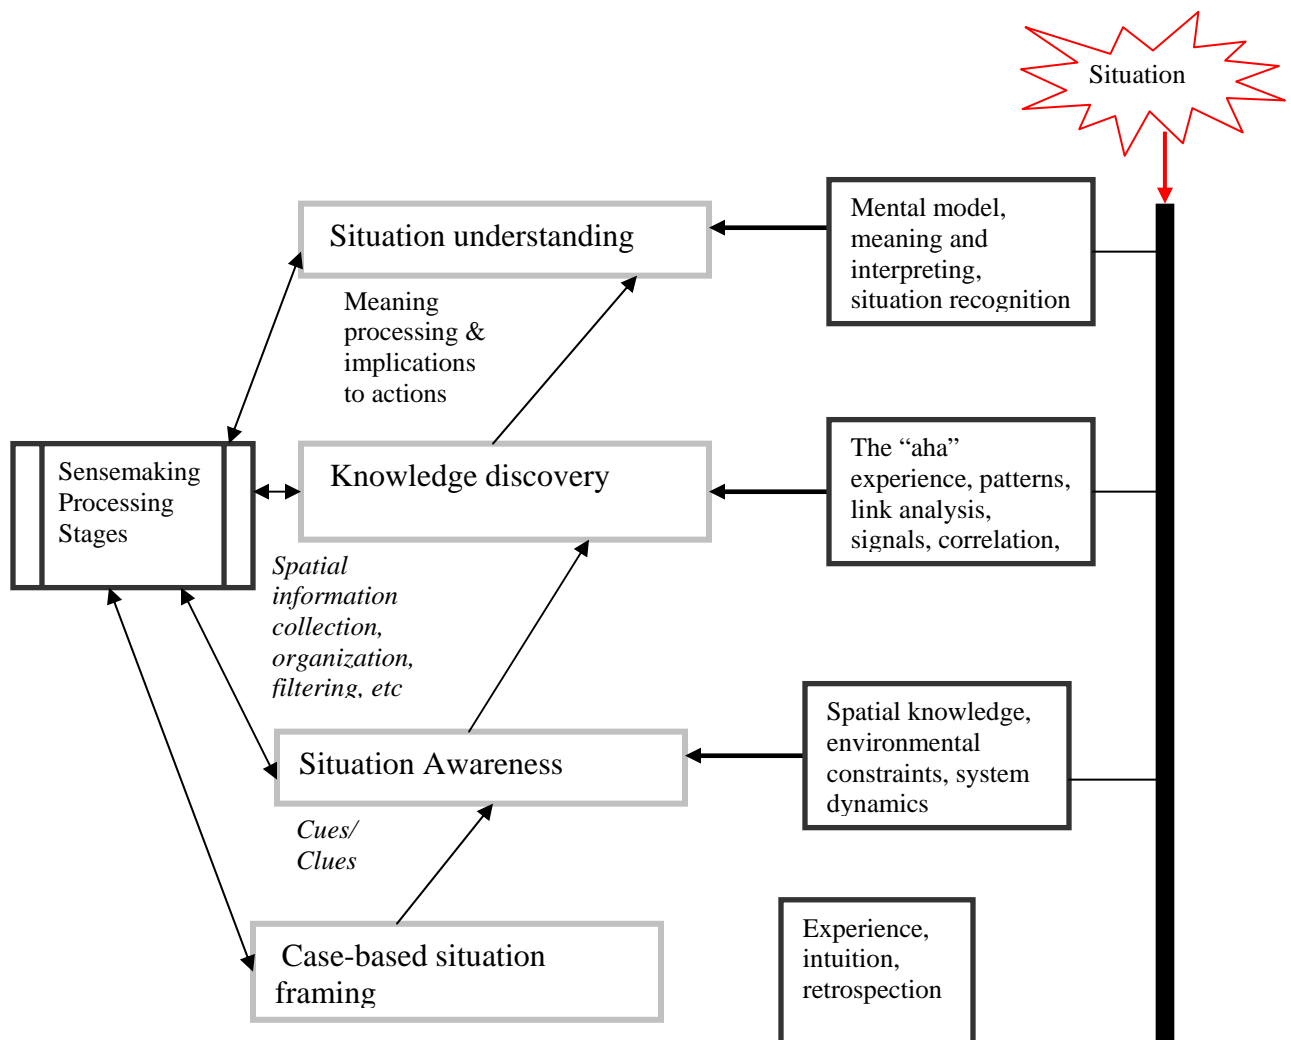 Situation
Situation understanding
Mental model,
meaning and
interpreting,
situation recognition
Meaning
processing &
implications
to actions
Sensemaking
Processing
Stages
Knowledge discovery
The “aha”
experience, patterns,
link analysis,
signals, correlation,
Spatial
information
collection,
organization,
filtering, etc
Situation Awareness
Spatial knowledge,
environmental
constraints, system
dynamics
Cues/
Clues
Case-based situation
framing
Experience,
intuition,
retrospection